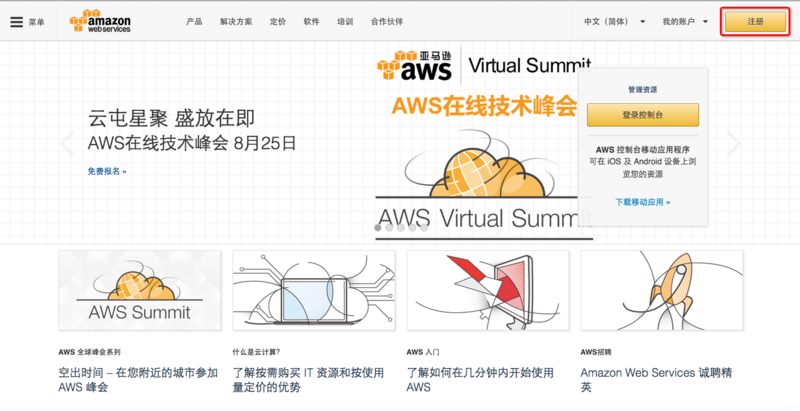 菜单
amazon
web services
产品
解决方案
定价
软件
培训
合作伙伴
中文（简体）
我的账户
注册
亚马逊
aws
Virtual Summit
AWS在线技术峰会
云屯星聚 盛放在即
AWS在线技术峰会 8月25日
免费报名 »
AWS Virtual Summit
管理资源
登录控制台
AWS 控制台移动应用程序
可在 iOS 及 Android 设备上浏
览您的资源
下载移动应用 »
AWS Summit
AWS 全球峰会系列
空出时间 – 在您附近的城市参加
AWS 峰会
什么是云计算?
了解按需购买 IT 资源和按使用
量定价的优势
AWS 入门
了解如何在几分钟内开始使用
AWS
AWS招聘
Amazon Web Services 诚聘精
英